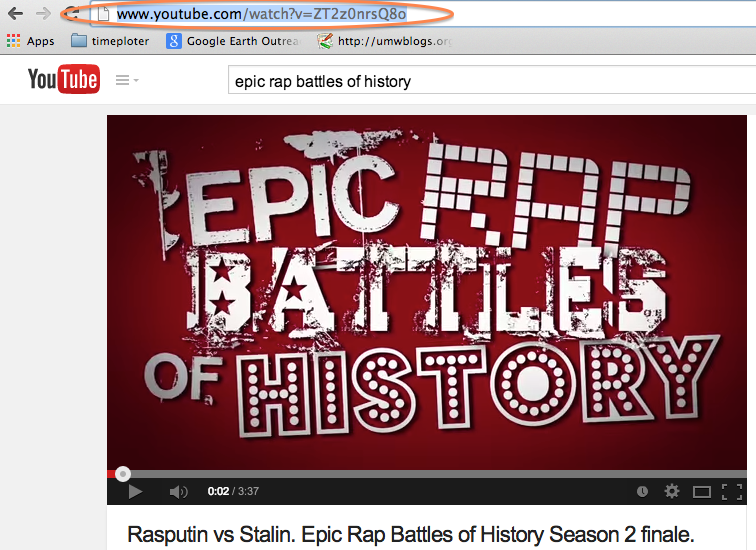 www.youtube.com/watch?v=ZT2z0nrsQ8o
Apps timeploter Google Earth Outreac http://umwblogs.org
YouTube epic rap battles of history
EPIC RAP
BATTLES
OF HISTORY
0:02 / 3:37
Rasputin vs Stalin. Epic Rap Battles of History Season 2 finale.